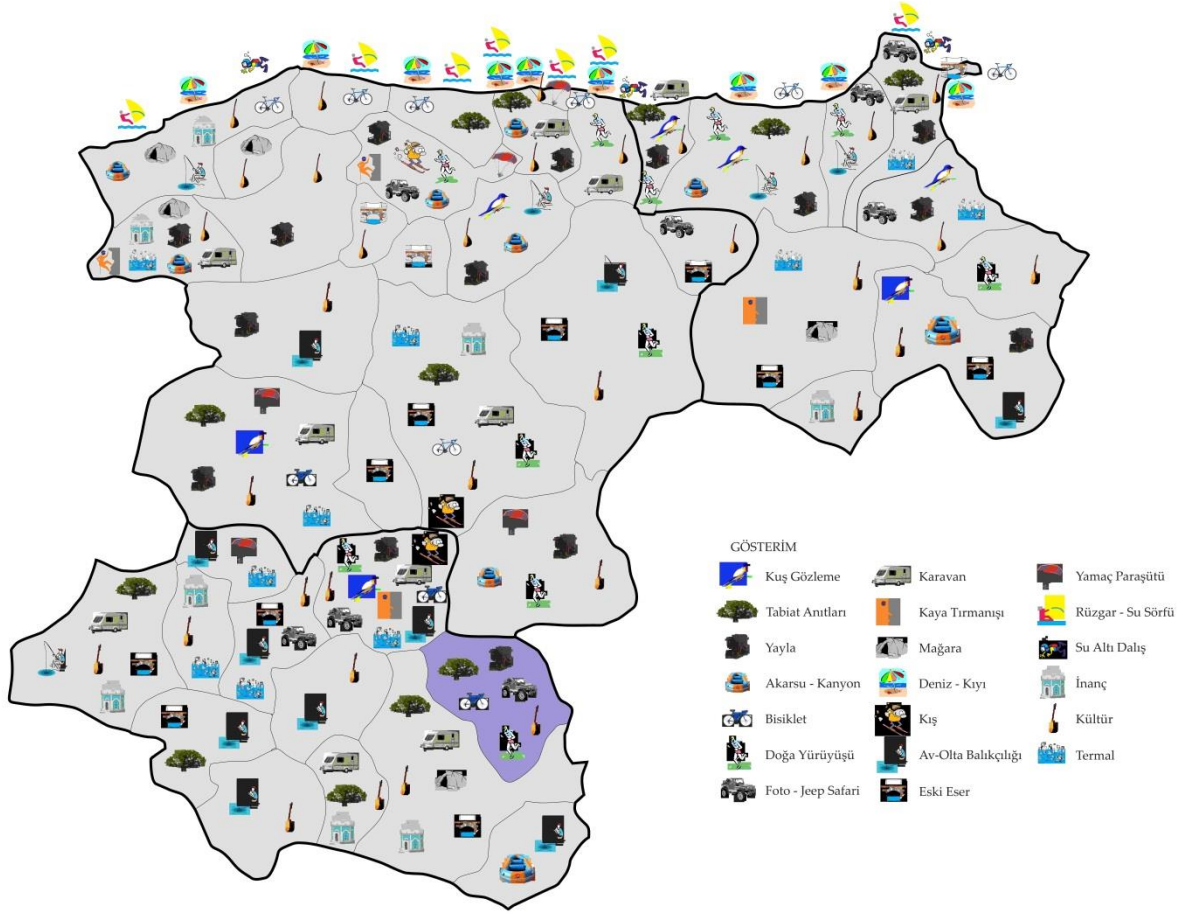 GÖSTERİM
Kuş Gözleme
Tabiat Anıtları
Yayla
Akarsu - Kanyon
Bisiklet
Doğa Yürüyüşü
Foto - Jeep Safari
Karavan
Kaya Tırmanışı
Mağara
Deniz - Kıyı
Kış
Av-Olta Balıkçılığı
Eski Eser
Yamaç Paraşütü
Rüzgar - Su Sörfü
Su Altı Dalış
İnanç
Kültür
Termal